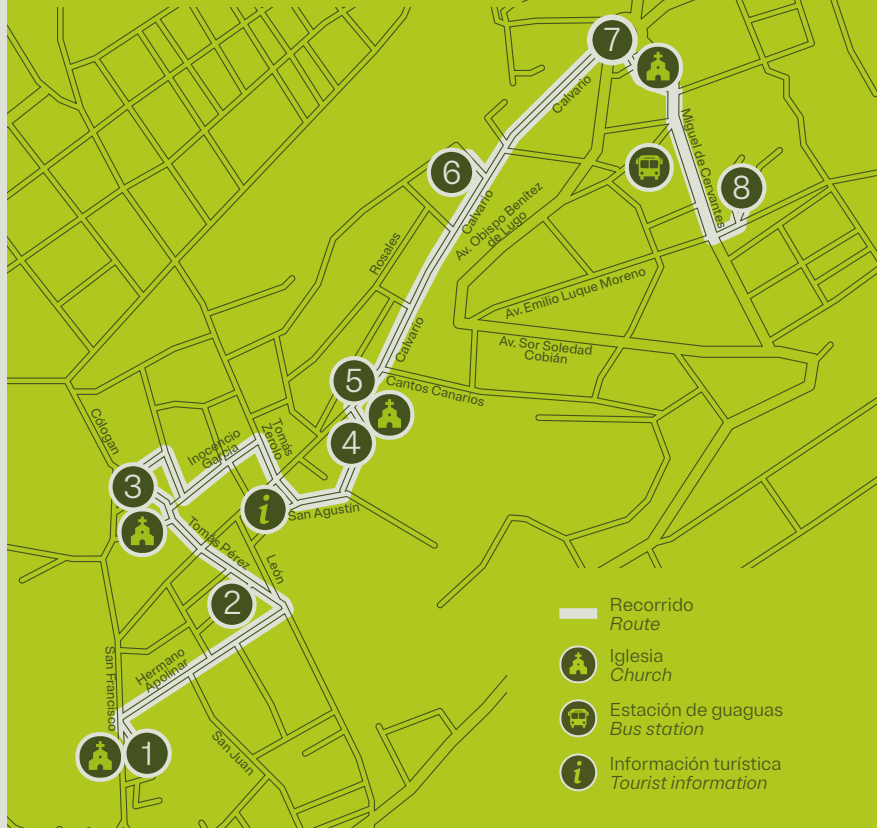 7
Calvario
Miguel de Cervantes
6
8
Calvario
Av. Obispo Benítez
de Lugo
Rosales
Av. Emilio Luque Moreno
Calvario
Av. Sor Soledad
Cobián
5
Cantos Canarios
Cólogan
4
Tomás
Zerolo
Inocencio
García
3
i
San Agustín
Tomás Pérez
León
2
Recorrido
Route
Iglesia
Church
Hermano
Apolinar
San Francisco
Estación de guaguas
Bus station
1
San Juan
i
Información turística
Tourist information